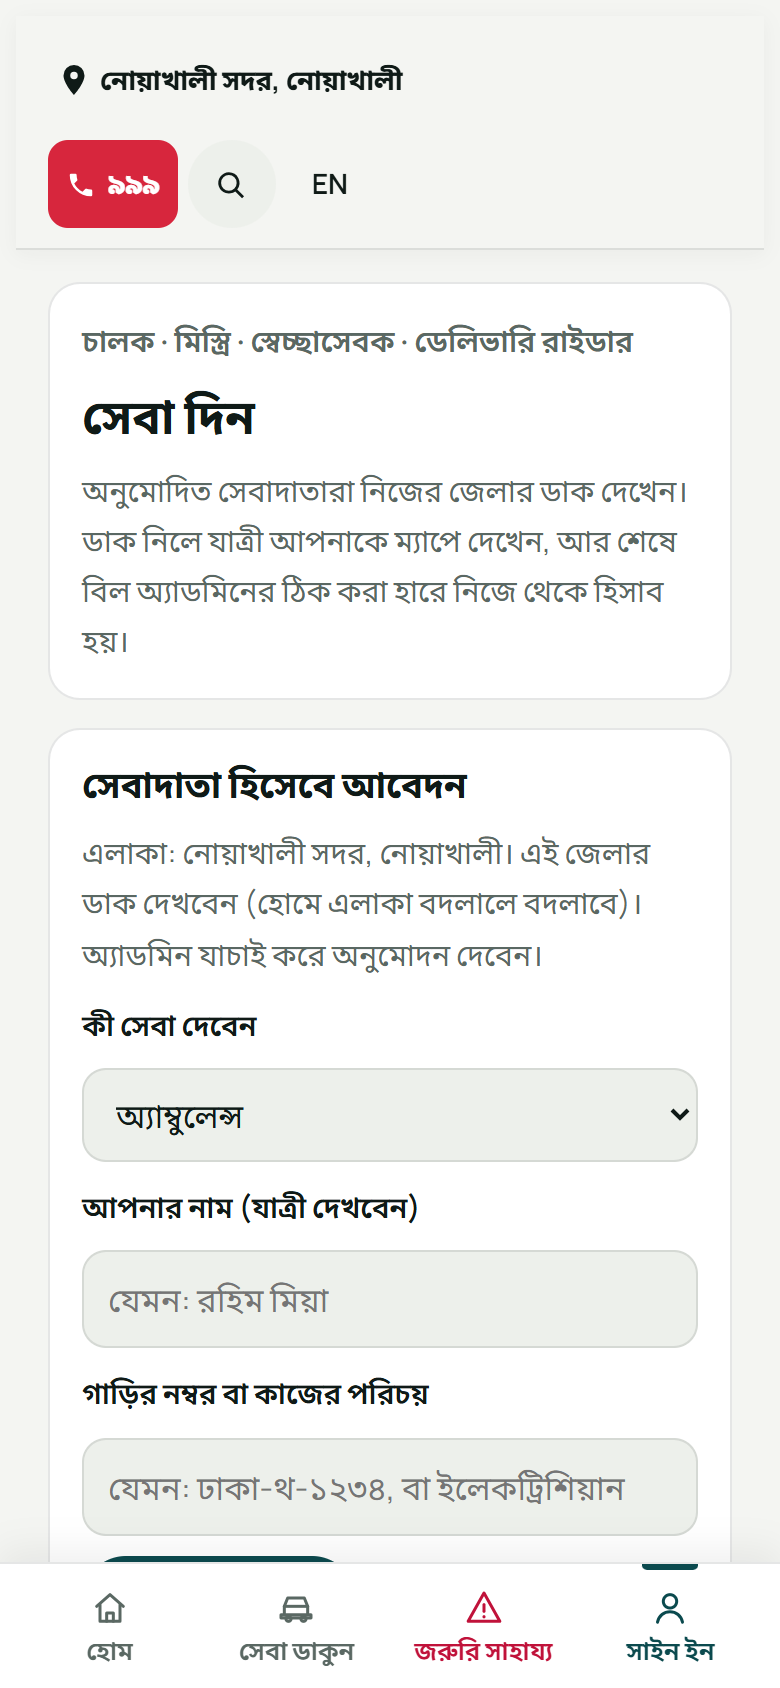 নোয়াখালী সদর, নোয়াখালী
৯৯৯
EN
চালক · মিস্ত্রি · স্বেচ্ছাসেবক · ডেলিভারি রাইডার
সেবা দিন
অনুমোদিত সেবাদাতারা নিজের জেলার ডাক দেখেন।
ডাক নিলে যাত্রী আপনাকে ম্যাপে দেখেন, আর শেষে
বিল অ্যাডমিনের ঠিক করা হারে নিজে থেকে হিসাব
হয়।
সেবাদাতা হিসেবে আবেদন
এলাকা: নোয়াখালী সদর, নোয়াখালী। এই জেলার
ডাক দেখবেন (হোমে এলাকা বদলালে বদলাবে)।
অ্যাডমিন যাচাই করে অনুমোদন দেবেন।
কী সেবা দেবেন
অ্যাম্বুলেন্স
আপনার নাম (যাত্রী দেখবেন)
যেমন: রহিম মিয়া
গাড়ির নম্বর বা কাজের পরিচয়
যেমন: ঢাকা-থ-১২৩৪, বা ইলেকট্রিশিয়ান
হোম
সেবা ডাকুন
জরুরি সাহায্য
সাইন ইন